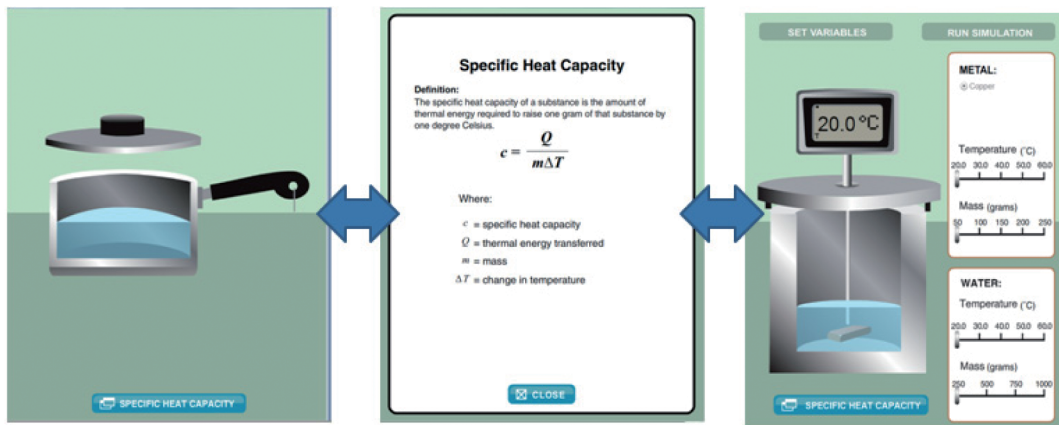 SPECIFIC HEAT CAPACITY
Specific Heat Capacity
Definition:
The specific heat capacity of a substance is the amount of
thermal energy required to raise one gram of that substance by
one degree Celsius.
c = Q / mΔT
Where:
c = specific heat capacity
Q = thermal energy transferred
m = mass
ΔT = change in temperature
CLOSE
SET VARIABLES
RUN SIMULATION
20.0 °C
T
METAL:
Copper
Temperature (°C)
20.0 30.0 40.0 50.0 60.0
Mass (grams)
50 100 150 200 250
WATER:
Temperature (°C)
20.0 30.0 40.0 50.0 60.0
Mass (grams)
250 500 750 1000
SPECIFIC HEAT CAPACITY